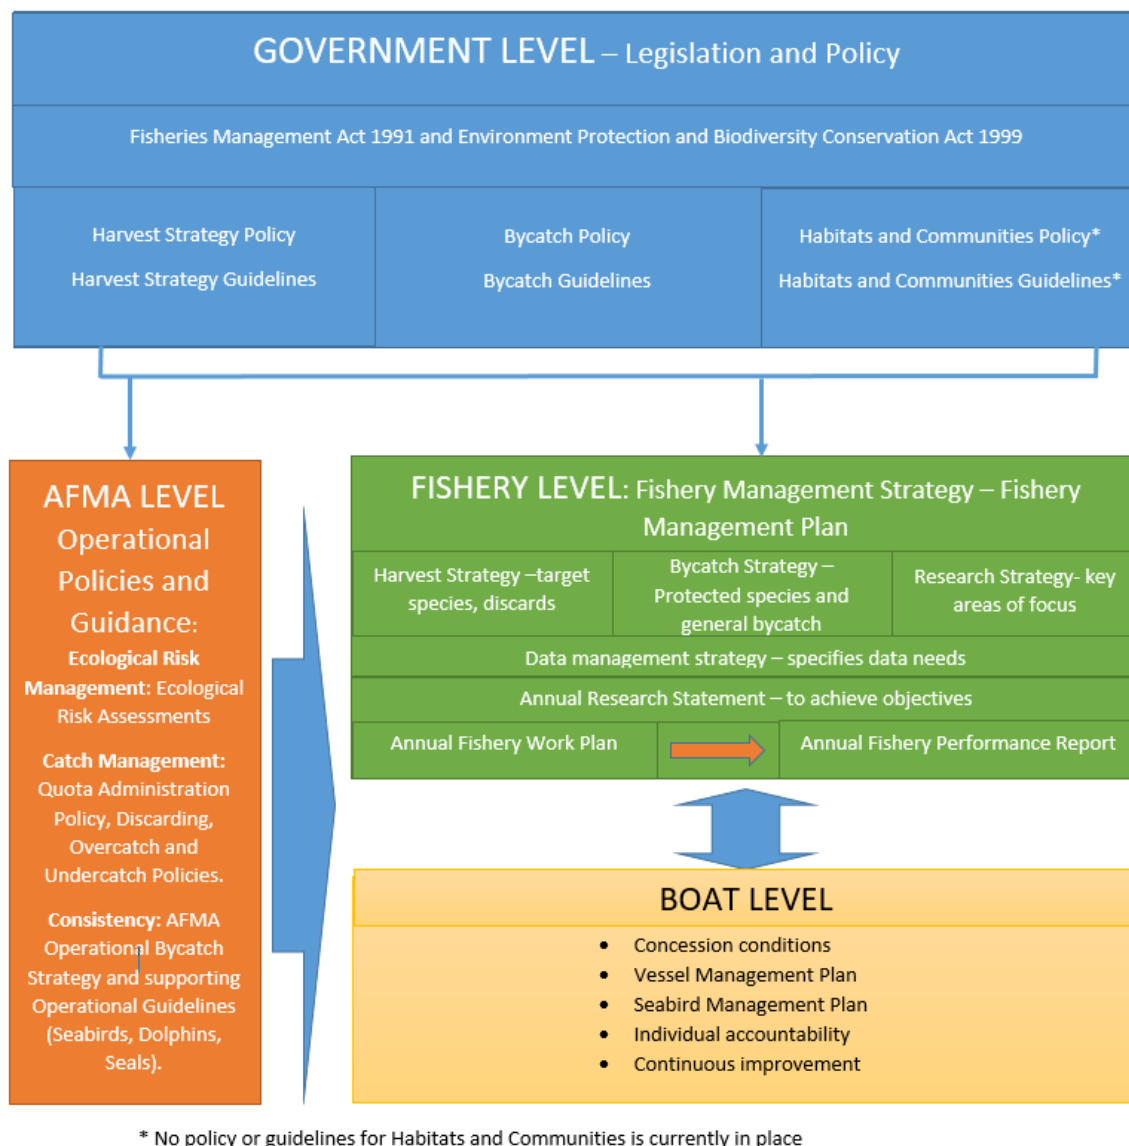 GOVERNMENT LEVEL – Legislation and Policy
Fisheries Management Act 1991 and Environment Protection and Biodiversity Conservation Act 1999
Harvest Strategy Policy
Harvest Strategy Guidelines
Bycatch Policy
Bycatch Guidelines
Habitats and Communities Policy*
Habitats and Communities Guidelines*
AFMA LEVEL
Operational
Policies and
Guidance:
Ecological Risk
Management: Ecological
Risk Assessments
Catch Management:
Quota Administration
Policy, Discarding,
Overcatch and
Undercatch Policies.
Consistency: AFMA
Operational Bycatch
Strategy and supporting
Operational Guidelines
(Seabirds, Dolphins,
Seals).
FISHERY LEVEL: Fishery Management Strategy – Fishery
Management Plan
Harvest Strategy –target
species, discards
Bycatch Strategy –
Protected species and
general bycatch
Research Strategy- key
areas of focus
Data management strategy – specifies data needs
Annual Research Statement – to achieve objectives
Annual Fishery Work Plan
Annual Fishery Performance Report
BOAT LEVEL
• Concession conditions
• Vessel Management Plan
• Seabird Management Plan
• Individual accountability
• Continuous improvement
* No policy or guidelines for Habitats and Communities is currently in place